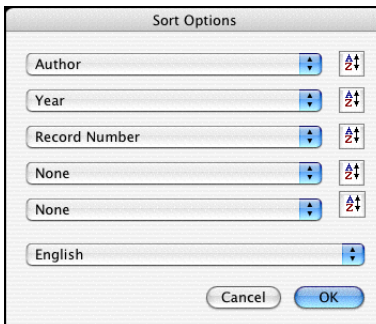 Sort Options
Author
A
Z
Year
A
Z
Record Number
A
Z
None
A
Z
None
A
Z
English
Cancel OK